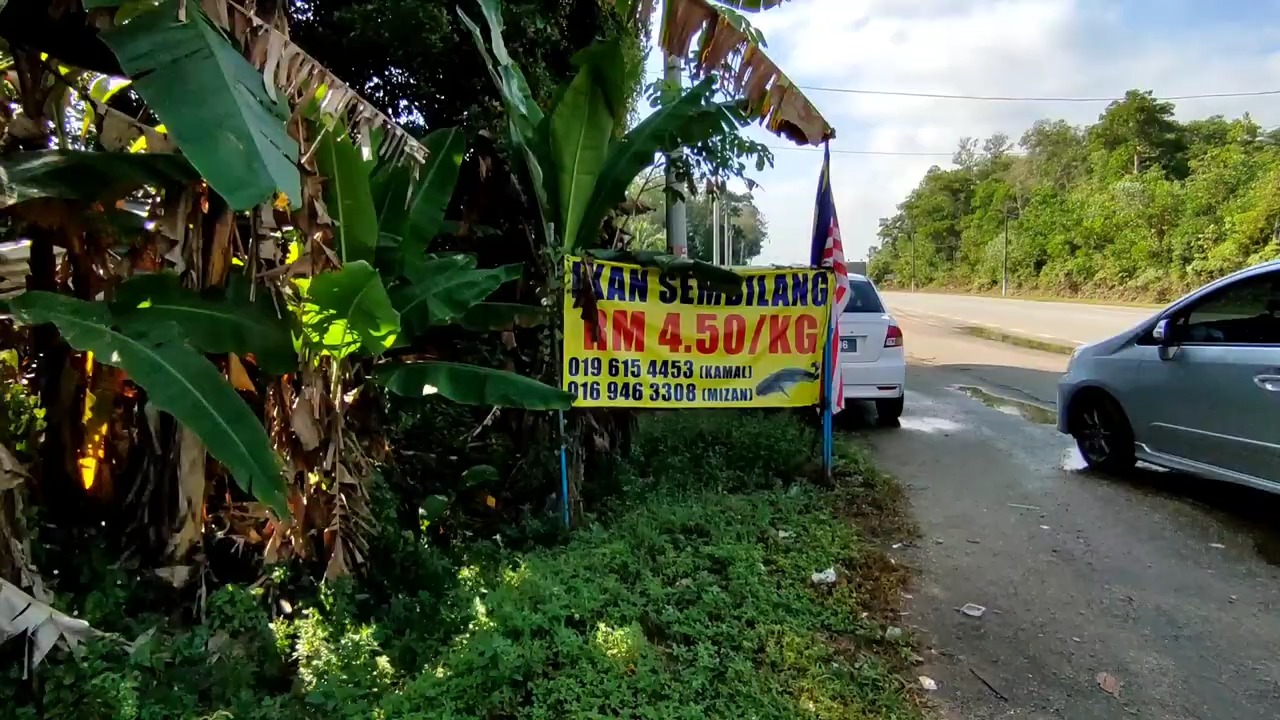 IKAN SEMBILANG
RM 4.50/KG
019 615 4453 (KAMAL)
016 946 3308 (MIZAN)